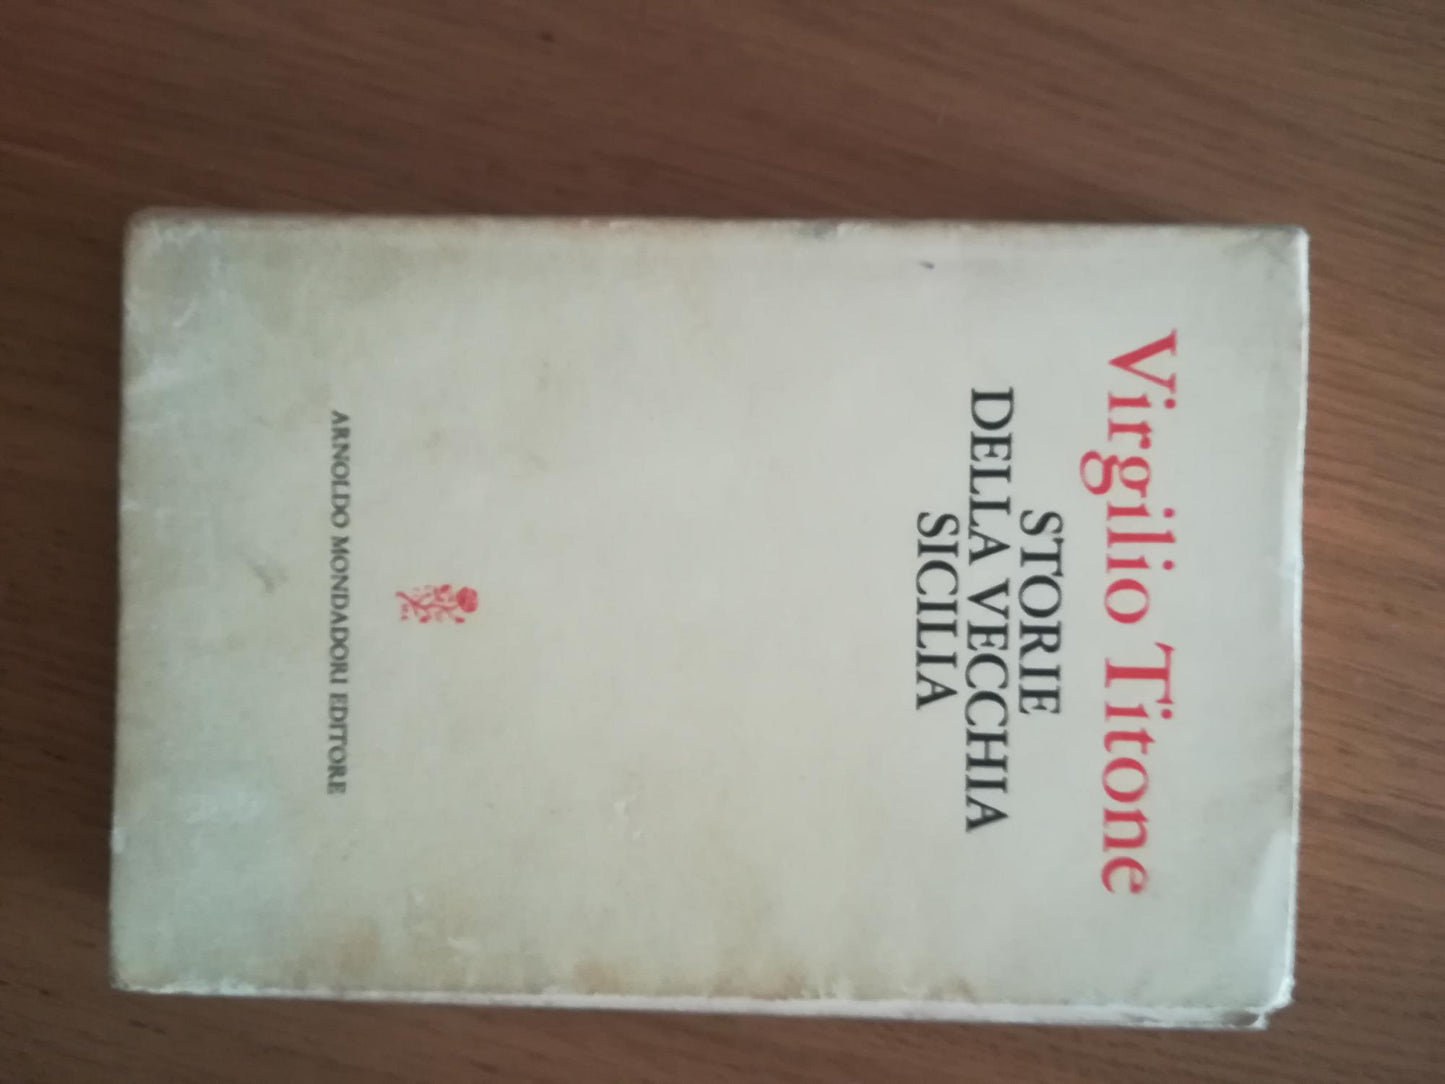 Virgilio Titone
STORIE
DELLA VECCHIA
SICILIA
ARNOLDO MONDADORI EDITORE